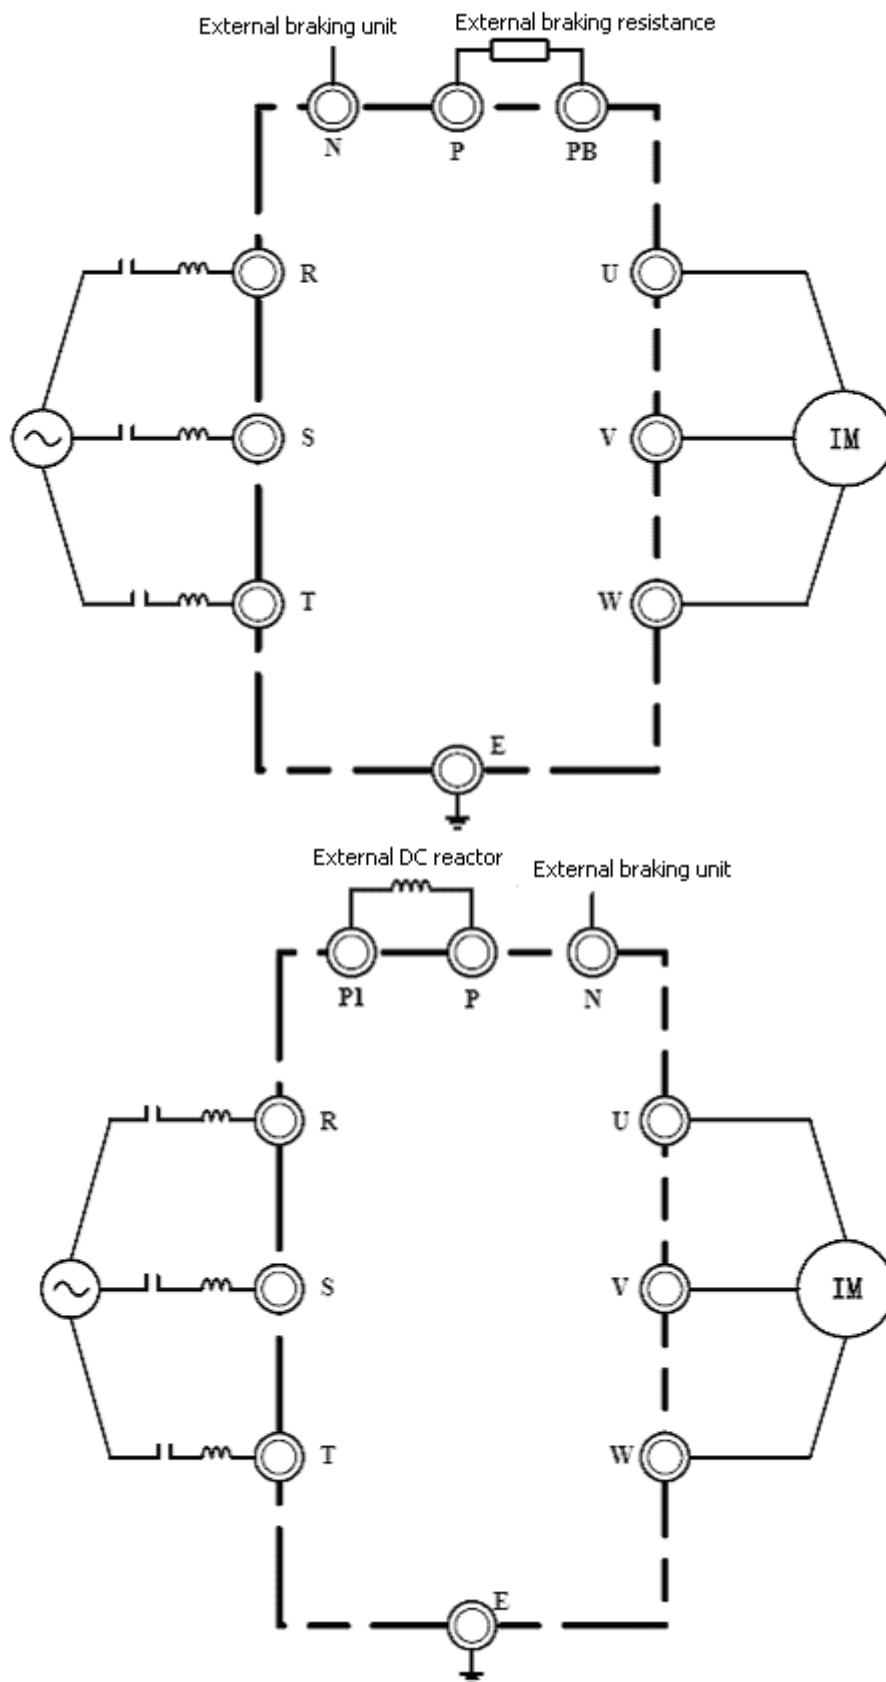 External braking unit External braking resistance
N P PB
R U
S V IM
T W
E
External DC reactor External braking unit
P1 P N
R U
S V IM
T W
E